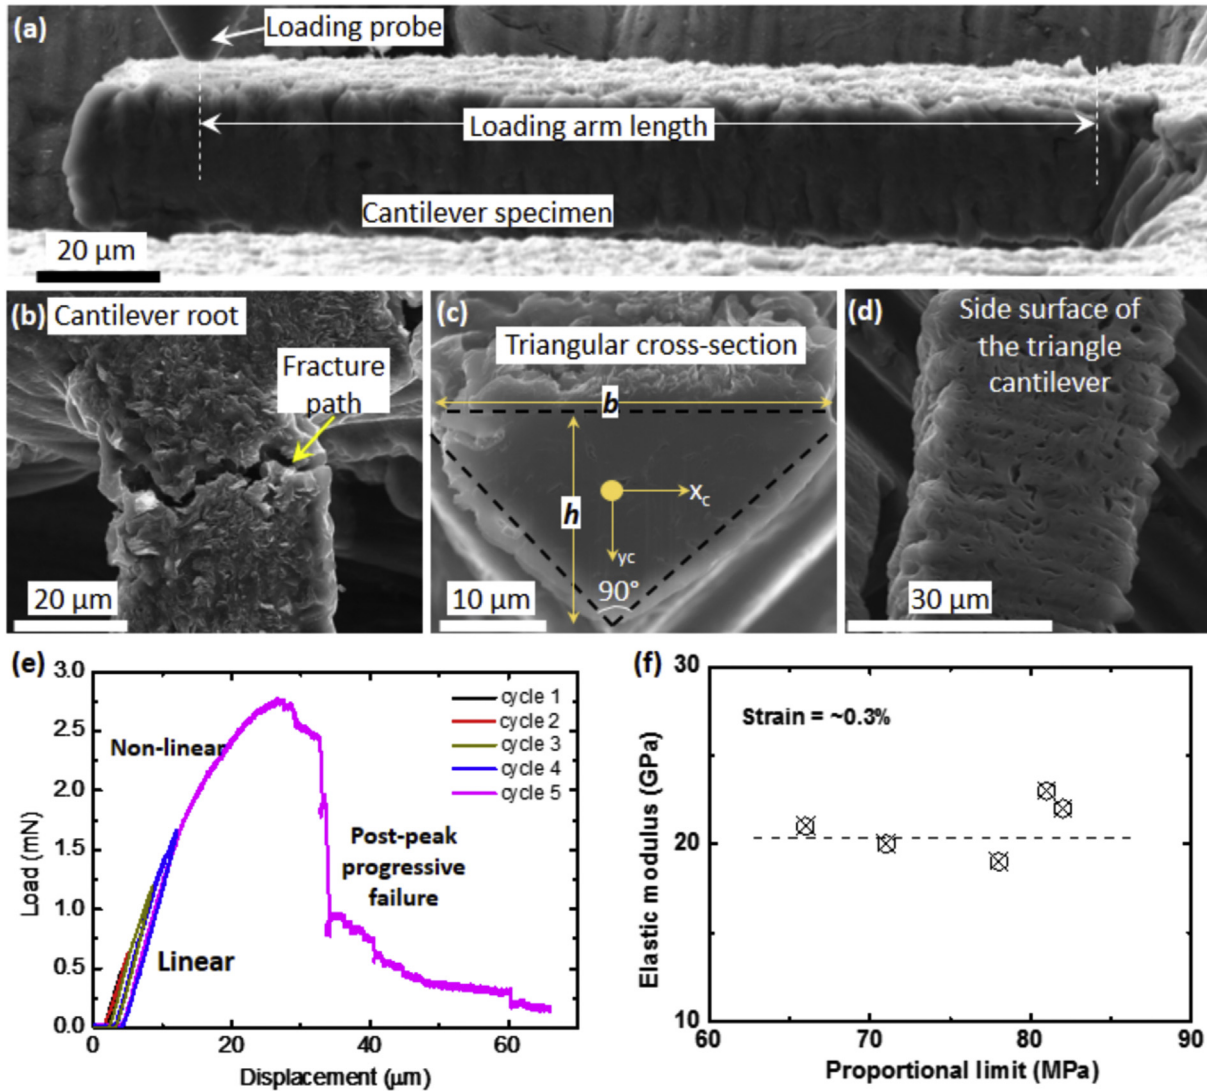 (a)
Loading probe
Loading arm length
Cantilever specimen
20 μm
(b) Cantilever root
Fracture
path
20 μm
(c)
Triangular cross-section
b
h
Xc
yc
90°
10 μm
(d)
Side surface of
the triangle
cantilever
30 μm
(e)
3.0
2.5
2.0
1.5
1.0
0.5
0.0
Load (mN)
Non-linear
Linear
Post-peak
progressive
failure
cycle 1
cycle 2
cycle 3
cycle 4
cycle 5
0 20 40 60
Displacement (μm)
(f)
30
20
10
Elastic modulus (GPa)
Strain = ~0.3%
60 70 80 90
Proportional limit (MPa)